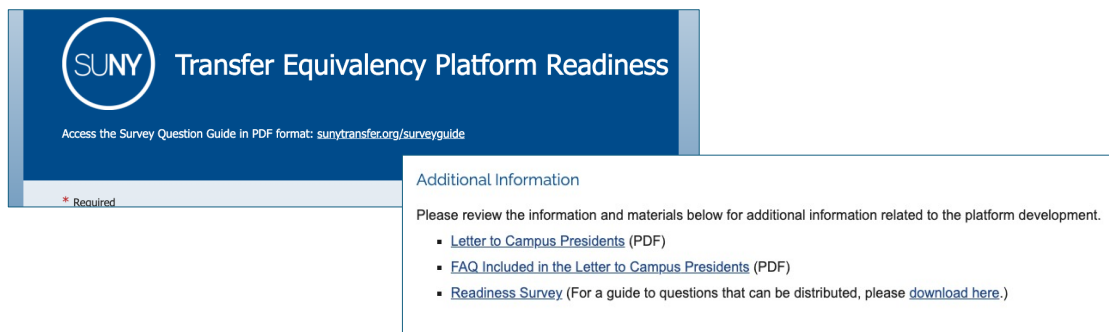 SUNY
Transfer Equivalency Platform Readiness
Access the Survey Question Guide in PDF format: sunytransfer.org/surveyguide
* Required
Additional Information
Please review the information and materials below for additional information related to the platform development.
▪ Letter to Campus Presidents (PDF)
▪ FAQ Included in the Letter to Campus Presidents (PDF)
▪ Readiness Survey (For a guide to questions that can be distributed, please download here.)